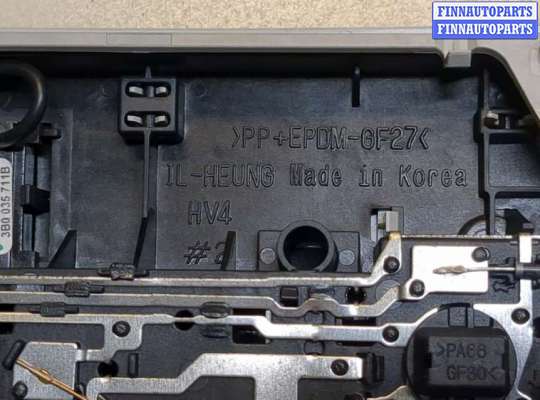 FINNAUTOPARTS
FINNAUTOPARTS
>PP+EPDM-GF27<
IL-HEUNG Made in Korea
HV4
3B0 035 711B
>PA66
GF30<